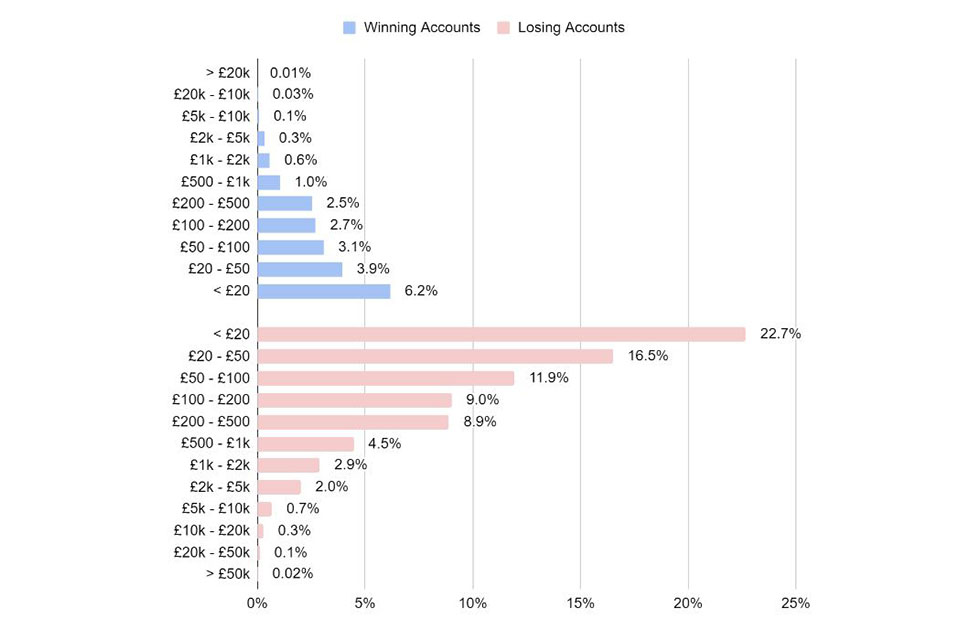 Winning Accounts Losing Accounts
> £20k 0.01%
£20k - £10k 0.03%
£5k - £10k 0.1%
£2k - £5k 0.3%
£1k - £2k 0.6%
£500 - £1k 1.0%
£200 - £500 2.5%
£100 - £200 2.7%
£50 - £100 3.1%
£20 - £50 3.9%
< £20 6.2%
< £20 22.7%
£20 - £50 16.5%
£50 - £100 11.9%
£100 - £200 9.0%
£200 - £500 8.9%
£500 - £1k 4.5%
£1k - £2k 2.9%
£2k - £5k 2.0%
£5k - £10k 0.7%
£10k - £20k 0.3%
£20k - £50k 0.1%
> £50k 0.02%
0% 5% 10% 15% 20% 25%